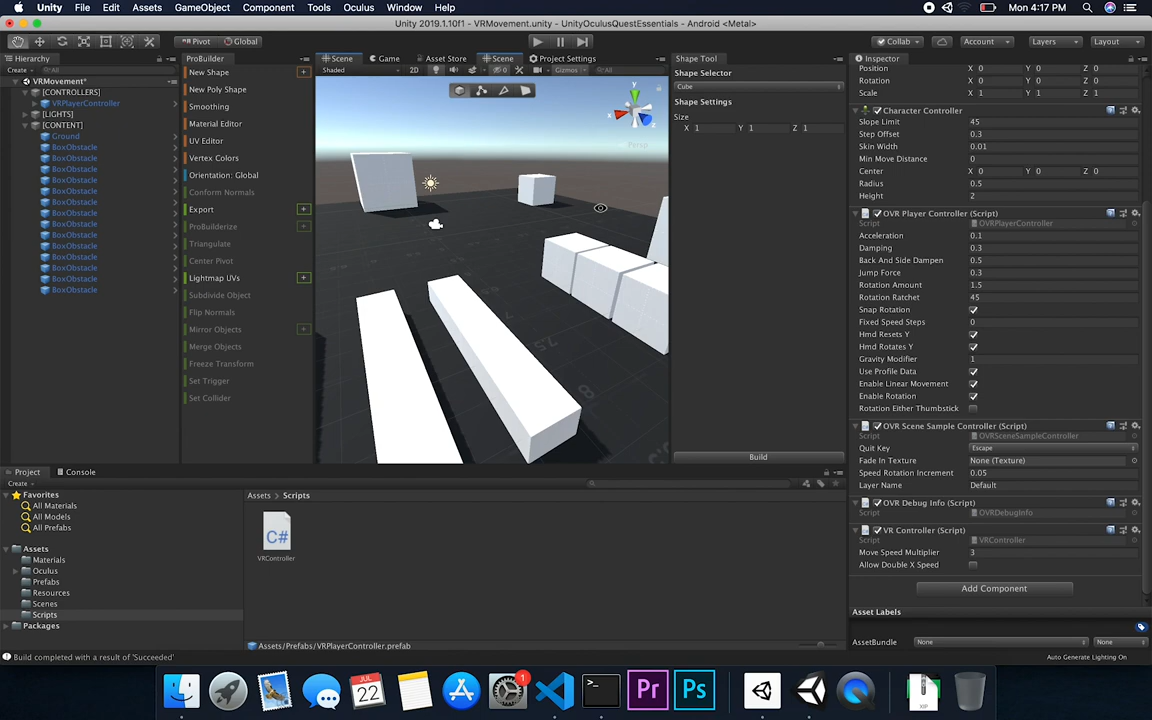 Unity File Edit Assets GameObject Component Tools Oculus Window Help Mon 4:17 PM
Unity 2019.1.10f1 - VRMovement.unity - UnityOculusQuestEssentials - Android <Metal>
Pivot Global Collab Account Layers Layout
Hierarchy ProBuilder Scene Game Asset Store Scene Project Settings Shape Tool Inspector
Create All New Shape Shaded 2D Gizmos All Shape Selector Position X 0 Y 0 Z 0
VRMovement* New Poly Shape Cube Rotation X 0 Y 0 Z 0
[CONTROLLERS] Smoothing Shape Settings Scale X 1 Y 1 Z 1
VRPlayerController Material Editor Size Character Controller
[LIGHTS] UV Editor X 1 Y 1 Z 1 Slope Limit 45
[CONTENT] Vertex Colors Step Offset 0.3
Ground Orientation: Global Skin Width 0.01
BoxObstacle Conform Normals Min Move Distance 0
BoxObstacle Export Center X 0 Y 0 Z 0
BoxObstacle ProBuilderize Radius 0.5
BoxObstacle Triangulate Height 2
BoxObstacle Center Pivot OVR Player Controller (Script)
BoxObstacle Lightmap UVs Script OVRPlayerController
BoxObstacle Subdivide Object Acceleration 0.1
BoxObstacle Flip Normals Damping 0.3
BoxObstacle Mirror Objects Back And Side Dampen 0.5
BoxObstacle Merge Objects Jump Force 0.3
BoxObstacle Freeze Transform Rotation Amount 1.5
BoxObstacle Set Trigger Rotation Ratchet 45
BoxObstacle Set Collider Snap Rotation
BoxObstacle Fixed Speed Steps 0
y x Persp
Hmd Resets Y
Hmd Rotates Y
Gravity Modifier 1
Use Profile Data
Enable Linear Movement
Enable Rotation
Rotation Either Thumbstick
OVR Scene Sample Controller (Script)
Script OVRSceneSampleController
Quit Key Escape
Build Fade In Texture None (Texture)
Project Console Speed Rotation Increment 0.05
Create Layer Name Default
Favorites Assets Scripts OVR Debug Info (Script)
All Materials Script OVRDebugInfo
All Models VR Controller (Script)
All Prefabs C# Script VRController
Assets VRController Move Speed Multiplier 3
Materials Allow Double X Speed
Oculus Add Component
Prefabs
Resources
Scenes Asset Labels
Scripts
Packages Assets/Prefabs/VRPlayerController.prefab AssetBundle None None
Build completed with a result of 'Succeeded' Auto Generate Lighting On
JUL 22 1 >_ Pr Ps XIP